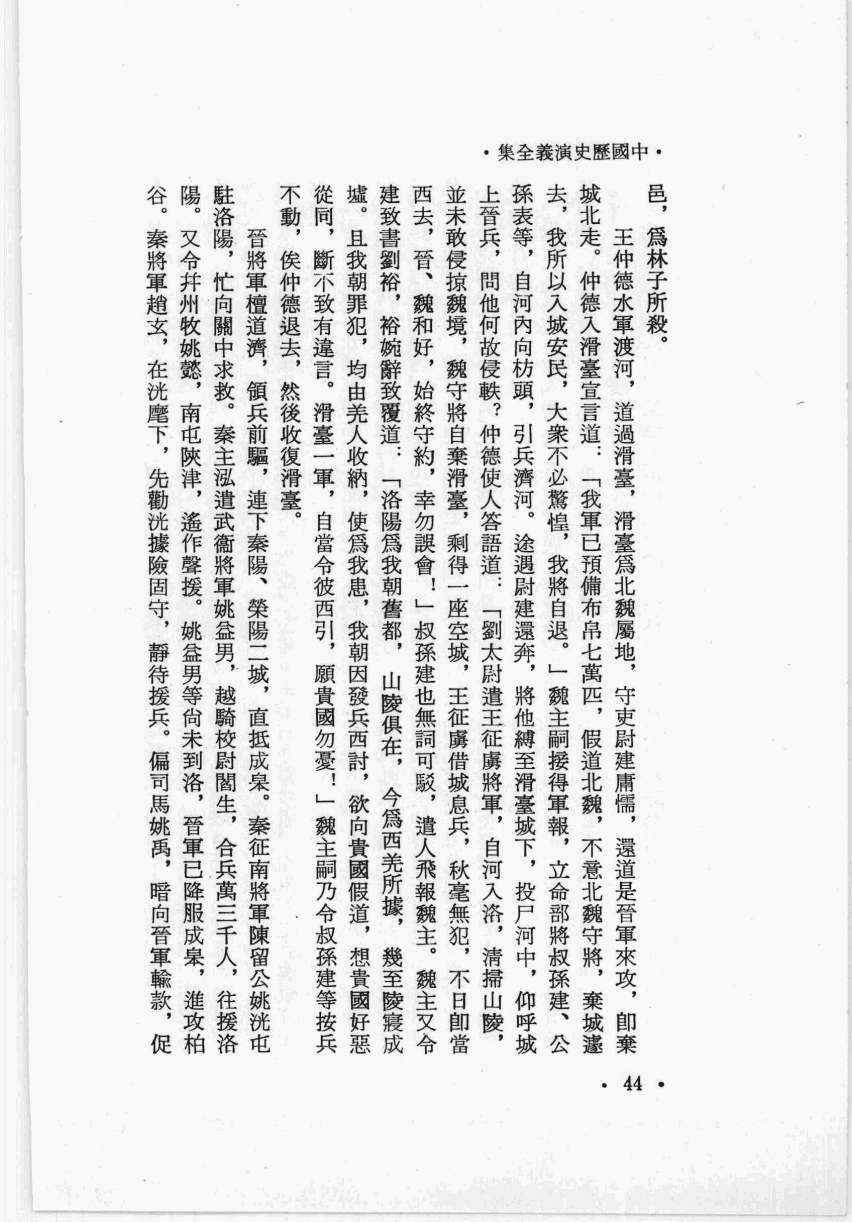 ·中國歷史演義全集·
邑，爲林子所殺。
王仲德水軍渡河，道過滑臺，滑臺爲北魏屬地，守吏尉建庸懦，還道是晉軍來攻，卽棄
城北走。仲德入滑臺宣言道：「我軍已預備布帛七萬匹，假道北魏，不意北魏守將，棄城遽
去，我所以入城安民，大衆不必驚惶，我將自退。」魏主嗣接得軍報，立命部將叔孫建、公
孫表等，自河內向枋頭，引兵濟河。途遇尉建還奔，將他縛至滑臺城下，投尸河中，仰呼城
上晉兵，問他何故侵軼？仲德使人答語道：「劉太尉遣王征虜將軍，自河入洛，淸掃山陵，
並未敢侵掠魏境，魏守將自棄滑臺，剩得一座空城，王征虜借城息兵，秋毫無犯，不日卽當
西去，晉、魏和好，始終守約，幸勿誤會！」叔孫建也無詞可駁，遣人飛報魏主。魏主又令
建致書劉裕，裕婉辭致覆道：「洛陽爲我朝舊都，山陵俱在，今爲西羌所據，幾至陵寢成
墟。且我朝罪犯，均由羌人收納，使爲我患，我朝因發兵西討，欲向貴國假道，想貴國好惡
從同，斷不致有違言。滑臺一軍，自當令彼西引，願貴國勿憂！」魏主嗣乃令叔孫建等按兵
不動，俟仲德退去，然後收復滑臺。
晉將軍檀道濟，領兵前驅，連下秦陽、滎陽二城，直抵成皋。秦征南將軍陳留公姚洸屯
駐洛陽，忙向關中求救。秦主泓遣武衞將軍姚益男，越騎校尉閻生，合兵萬三千人，往援洛
陽。又令幷州牧姚懿，南屯陝津，遙作聲援。姚益男等尙未到洛，晉軍已降服成皋，進攻柏
谷。秦將軍趙玄，在洸麾下，先勸洸據險固守，靜待援兵。偏司馬姚禹，暗向晉軍輸款，促
·44·